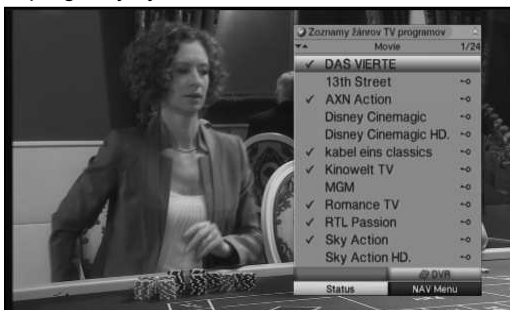 Zoznamy žánrov TV programov
Movie 1/24
DAS VIERTE
13th Street
AXN Action
Disney Cinemagic
Disney Cinemagic HD.
kabel eins classics
Kinowelt TV
MGM
Romance TV
RTL Passion
Sky Action
Sky Action HD.
DVR
Status NAV Menu